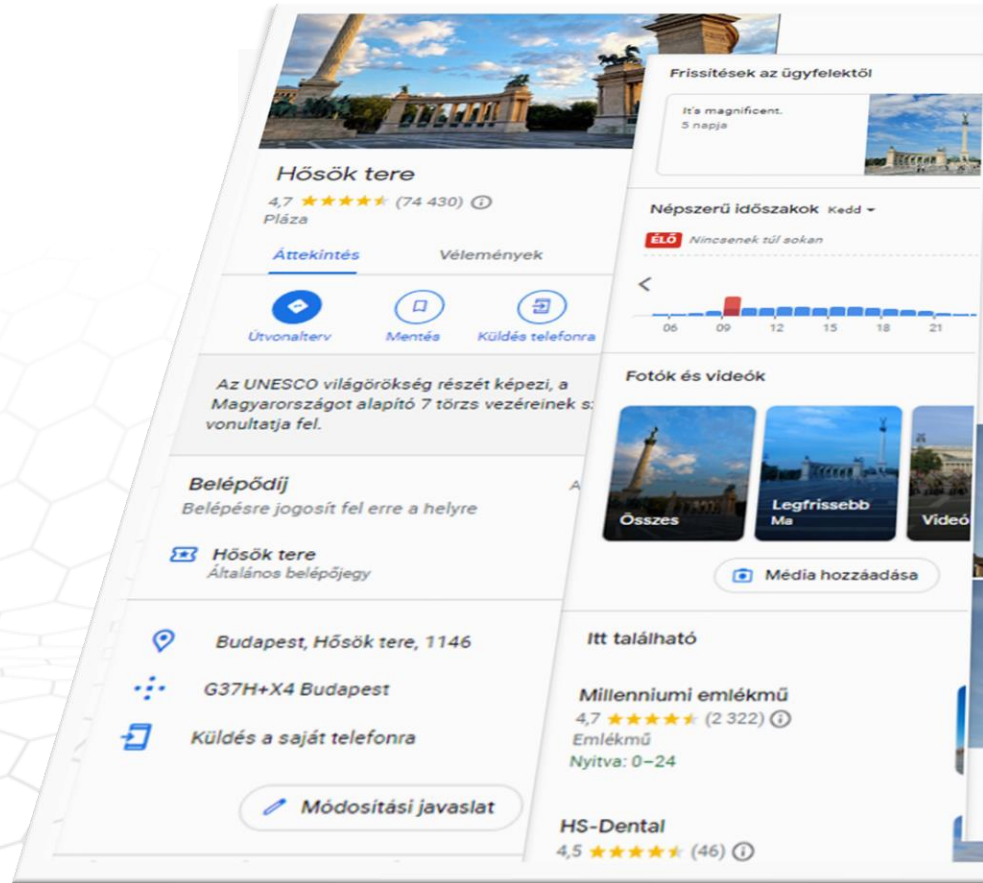 Hősök tere
4,7 (74 430)
Pláza
Áttekintés Vélemények
Útvonalterv Mentés Küldés telefonra
Az UNESCO világörökség részét képezi, a
Magyarországot alapító 7 törzs vezéreinek
vonultatja fel.
Belépődíj
A
Belépésre jogosít fel erre a helyre
Hősök tere
Általános belépőjegy
Budapest, Hősök tere, 1146
G37H+X4 Budapest
Küldés a saját telefonra
Módosítási javaslat
Frissítések az ügyfelektől
It's magnificent.
5 napja
Népszerű időszakok Kedd
ÉLŐ Nincsenek túl sokan
06 09 12 15 18 21
Fotók és videók
Összes
Legfrissebb
Ma
Videó
Média hozzáadása
Itt található
Millenniumi emlékmű
4,7 (2 322)
Emlékmű
Nyitva: 0–24
HS-Dental
4,5 (46)